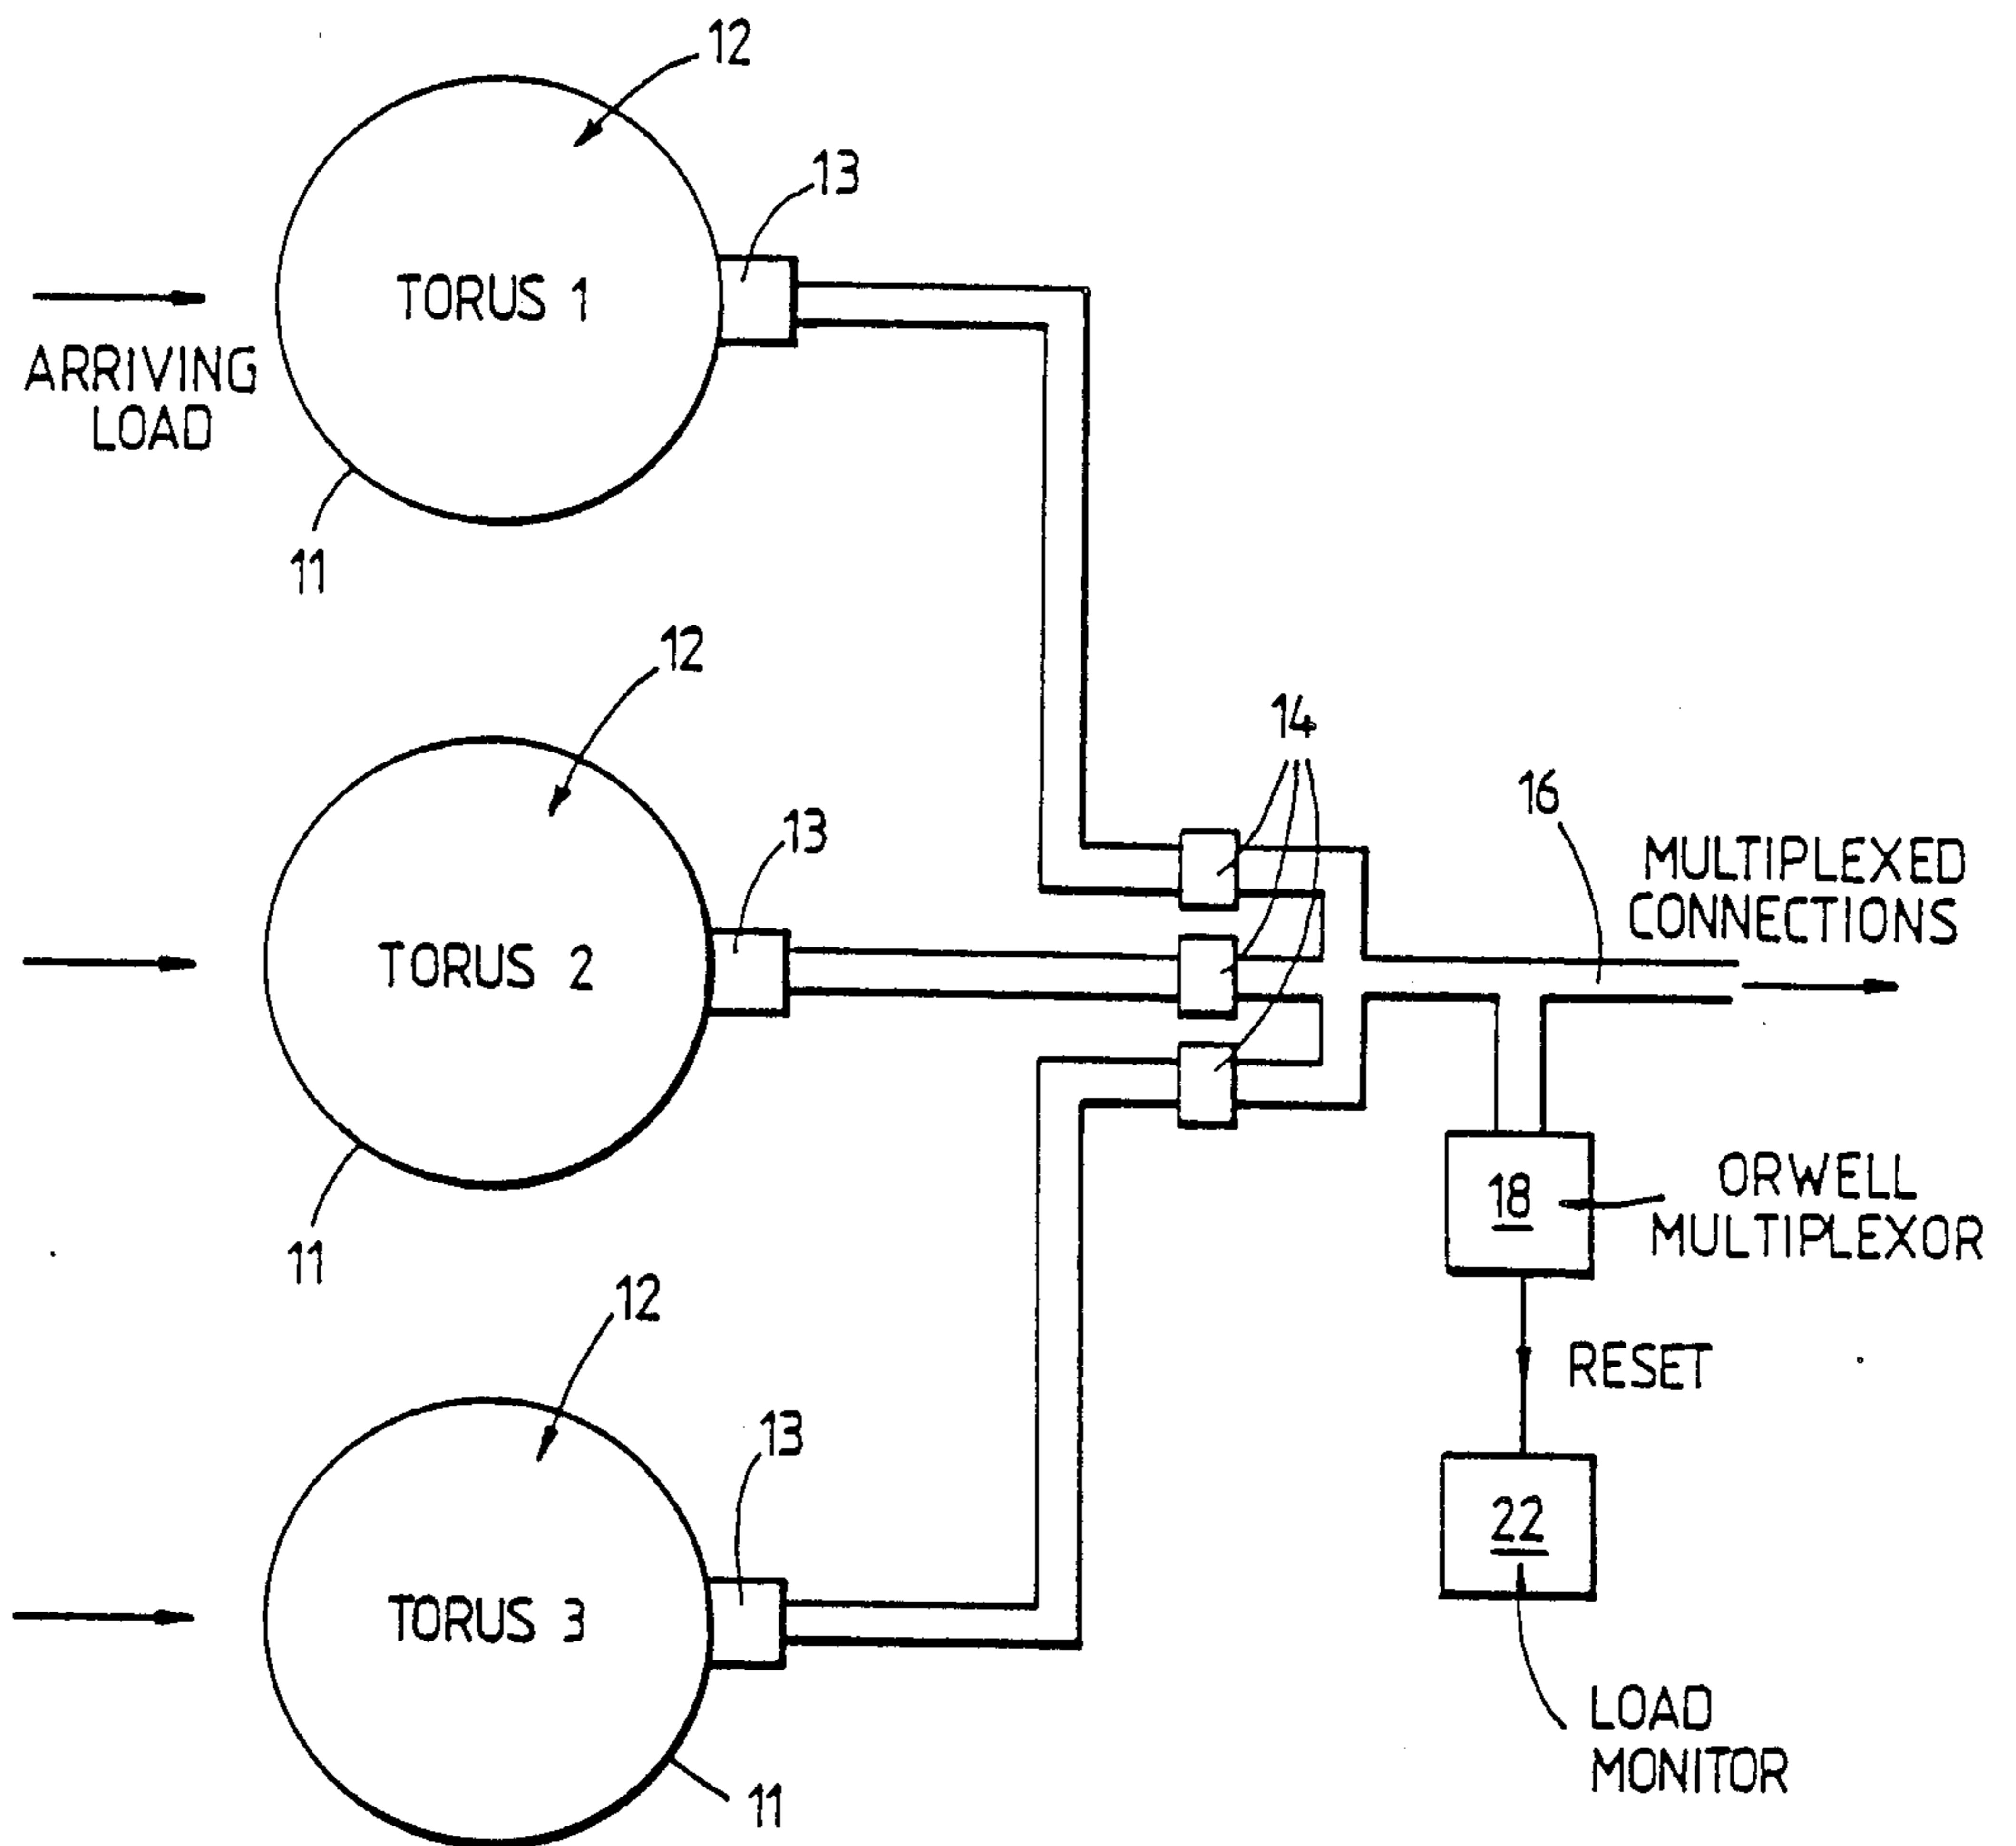 12
13
TORUS 1
ARRIVING
LOAD
11
12
14
16
13
MULTIPLEXED
CONNECTIONS
TORUS 2
18
ORWELL
MULTIPLEXOR
11
12
RESET
13
22
TORUS 3
LOAD
MONITOR
11